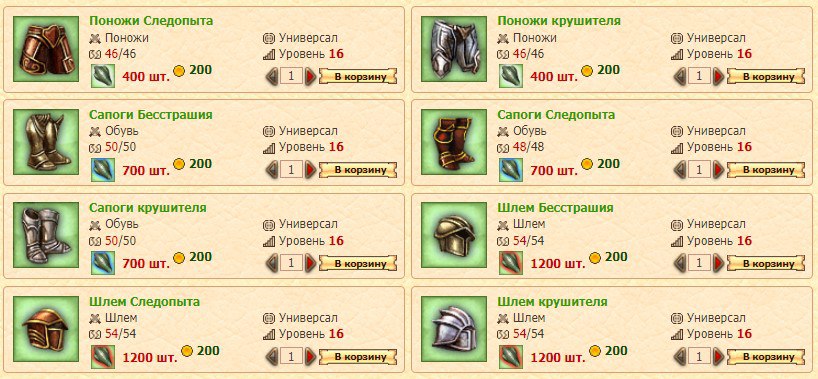 Поножи Следопыта
Поножи Универсал
46/46 Уровень 16
400 шт. 200 1 В корзину
Поножи крушителя
Поножи Универсал
46/46 Уровень 16
400 шт. 200 1 В корзину
Сапоги Бесстрашия
Обувь Универсал
50/50 Уровень 16
700 шт. 200 1 В корзину
Сапоги Следопыта
Обувь Универсал
48/48 Уровень 16
700 шт. 200 1 В корзину
Сапоги крушителя
Обувь Универсал
50/50 Уровень 16
700 шт. 200 1 В корзину
Шлем Бесстрашия
Шлем Универсал
54/54 Уровень 16
1200 шт. 200 1 В корзину
Шлем Следопыта
Шлем Универсал
54/54 Уровень 16
1200 шт. 200 1 В корзину
Шлем крушителя
Шлем Универсал
54/54 Уровень 16
1200 шт. 200 1 В корзину